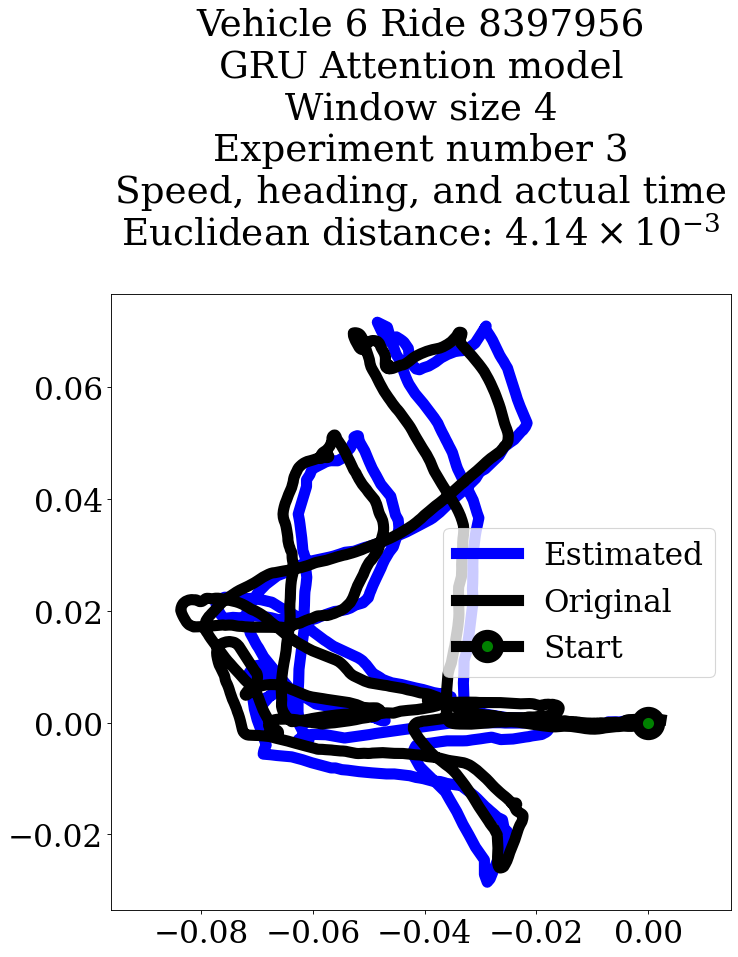 Vehicle 6 Ride 8397956
GRU Attention model
Window size 4
Experiment number 3
Speed, heading, and actual time
Euclidean distance: 4.14 × 10⁻³
0.06
0.04
0.02
0.00
−0.02
Estimated
Original
Start
−0.08 −0.06 −0.04 −0.02 0.00